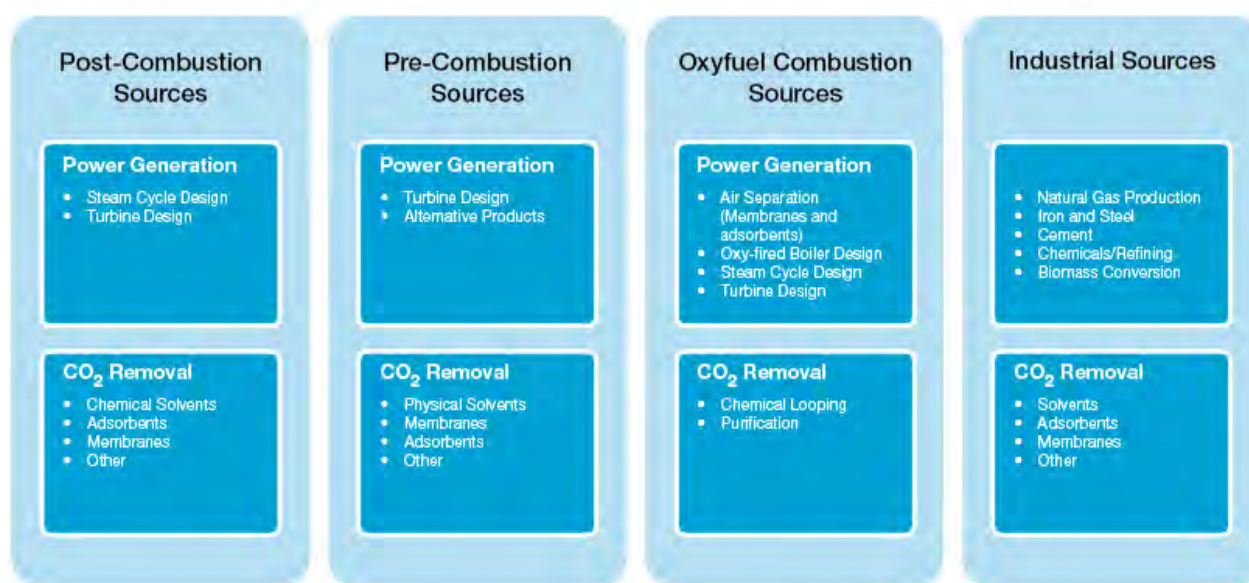 Post-Combustion
Sources
Power Generation
• Steam Cycle Design
• Turbine Design
CO₂ Removal
• Chemical Solvents
• Adsorbents
• Membranes
• Other
Pre-Combustion
Sources
Power Generation
• Turbine Design
• Alternative Products
CO₂ Removal
• Physical Solvents
• Membranes
• Adsorbents
• Other
Oxyfuel Combustion
Sources
Power Generation
• Air Separation
(Membranes and
adsorbents)
• Oxy-fired Boiler Design
• Steam Cycle Design
• Turbine Design
CO₂ Removal
• Chemical Looping
• Purification
Industrial Sources
• Natural Gas Production
• Iron and Steel
• Cement
• Chemicals/Refining
• Biomass Conversion
CO₂ Removal
• Solvents
• Adsorbents
• Membranes
• Other